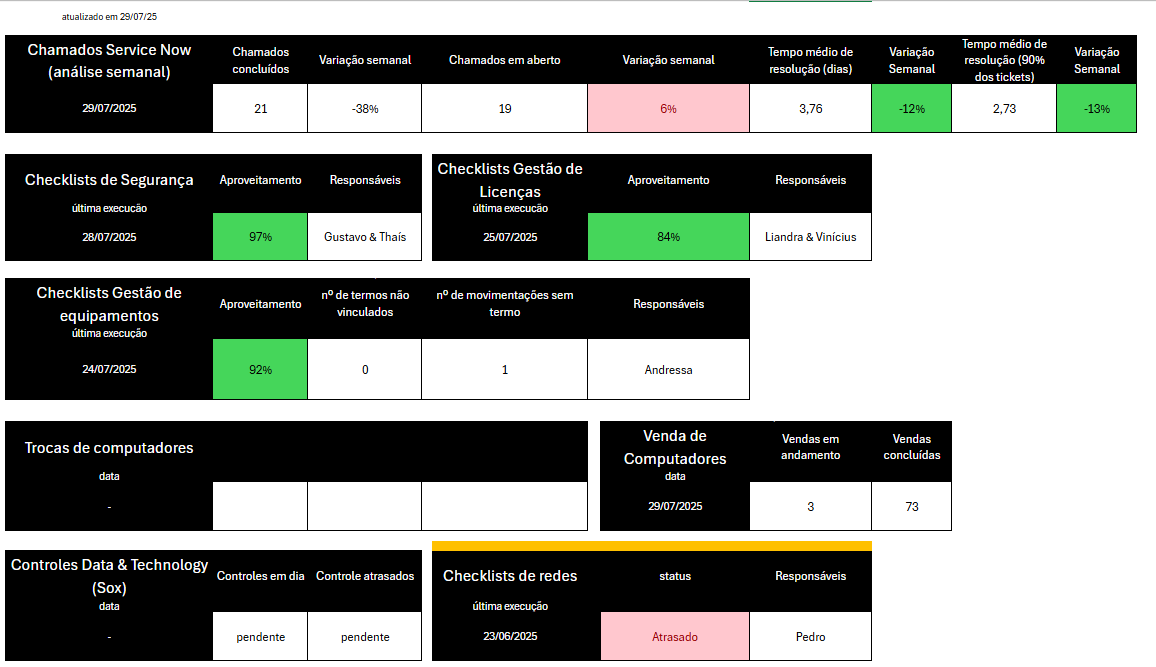 atualizado em 29/07/25
Chamados Service Now
(análise semanal)
29/07/2025
Chamados
concluídos
21
Variação semanal
-38%
Chamados em aberto
19
Variação semanal
6%
Tempo médio de
resolução (dias)
3,76
Variação
Semanal
-12%
Tempo médio de
resolução (90%
dos tickets)
2,73
Variação
Semanal
-13%
Checklists de Segurança
última execução
28/07/2025
Aproveitamento
97%
Responsáveis
Gustavo & Thaís
Checklists Gestão de
Licenças
última execução
25/07/2025
Aproveitamento
84%
Responsáveis
Liandra & Vinícius
Checklists Gestão de
equipamentos
última execução
24/07/2025
Aproveitamento
92%
nº de termos não
vinculados
0
nº de movimentações sem
termo
1
Responsáveis
Andressa
Trocas de computadores
data
-
Venda de
Computadores
data
29/07/2025
Vendas em
andamento
3
Vendas
concluídas
73
Controles Data & Technology
(Sox)
data
-
Controles em dia
pendente
Controle atrasados
pendente
Checklists de redes
última execução
23/06/2025
status
Atrasado
Responsáveis
Pedro